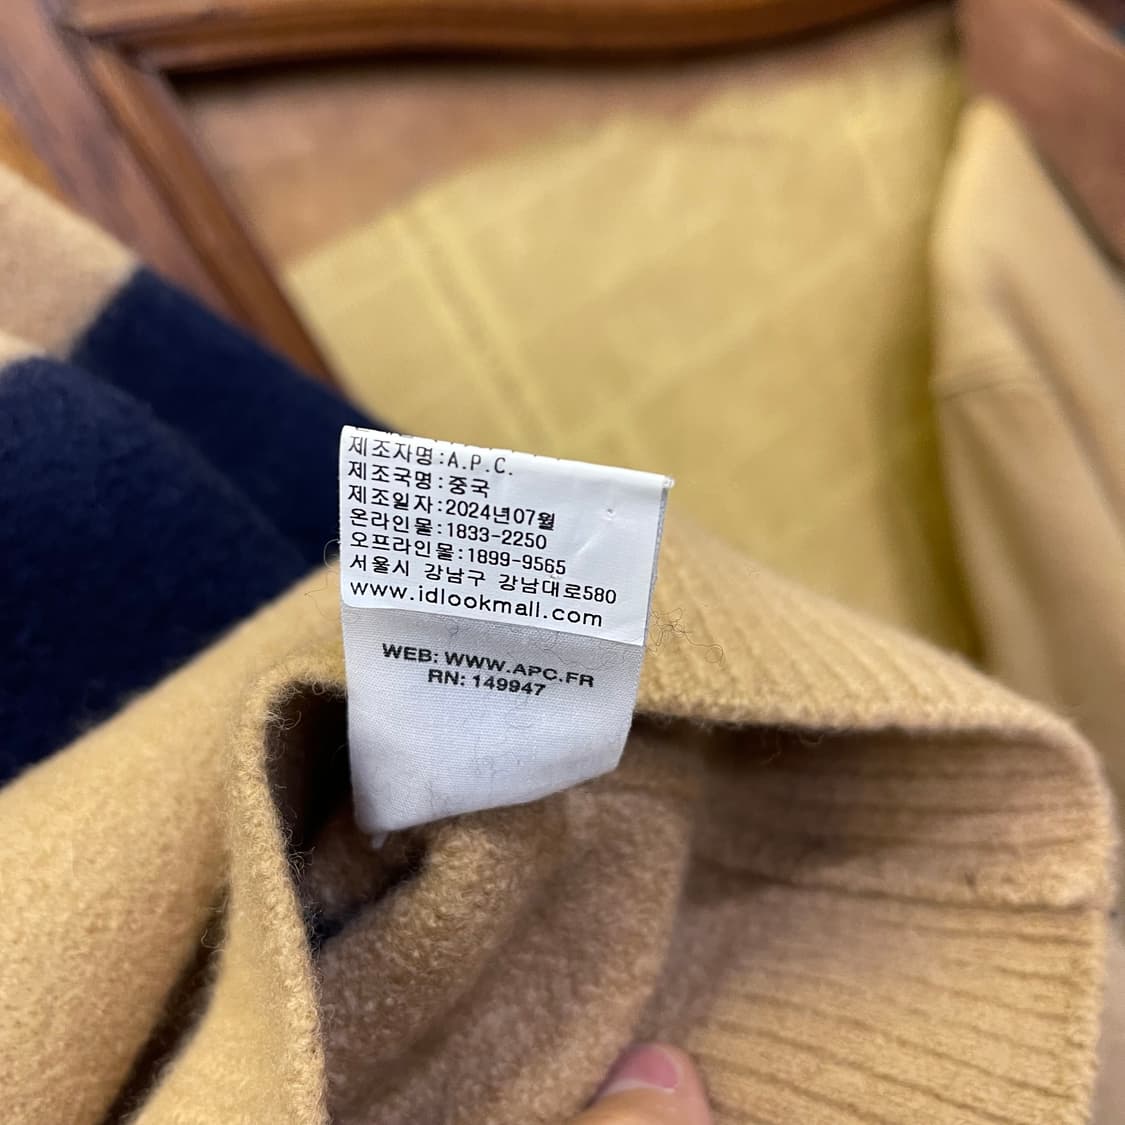 제조자명:A.P.C.
제조국명:중국
제조일자:2024년07월
온라인몰:1833-2250
오프라인몰:1899-9565
서울시 강남구 강남대로580
www.idlookmall.com
WEB: WWW.APC.FR
RN: 149947